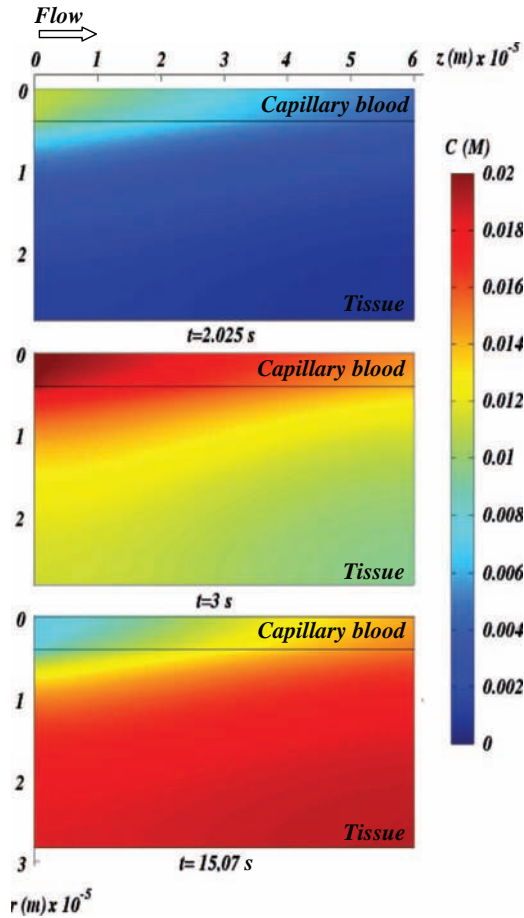 Flow
0 1 2 3 4 5 6 z (m) x 10⁻⁵
0
Capillary blood
C (M)
1
0.02
0.018
2
0.016
Tissue
t=2.025 s
0.014
0
Capillary blood
0.012
1
0.01
2
0.008
Tissue
t=3 s
0.006
0
Capillary blood
0.004
1
0.002
2
0
Tissue
3
t= 15,07 s
r (m) x 10⁻⁵